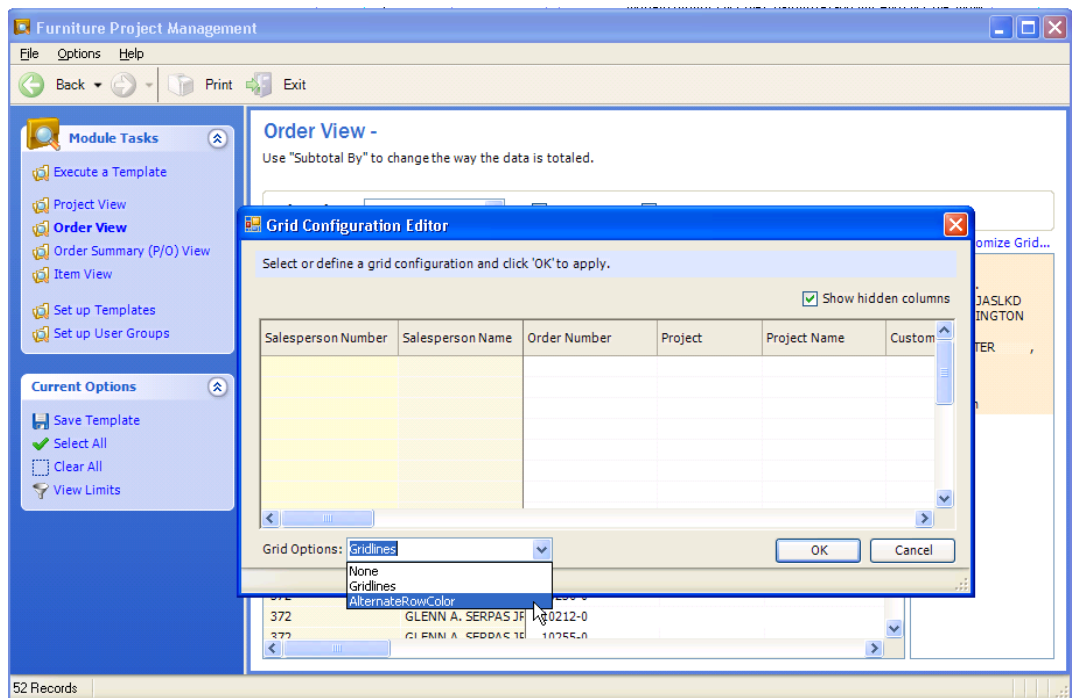 Furniture Project Management
File Options Help
Back Print Exit
Module Tasks
Execute a Template
Project View
Order View
Order Summary (P/O) View
Item View
Set up Templates
Set up User Groups
Current Options
Save Template
Select All
Clear All
View Limits
Order View -
Use "Subtotal By" to change the way the data is totaled.
omize Grid...
JASLKD
INGTON
TER ,
Grid Configuration Editor
Select or define a grid configuration and click 'OK' to apply.
Show hidden columns
Salesperson Number Salesperson Name Order Number Project Project Name Custom
Grid Options: Gridlines OK Cancel
None
Gridlines
AlternateRowColor
372 GLENN A. SERPAS JF 10212-0
372 GLENN A. SERPAS JF 10255-0
52 Records